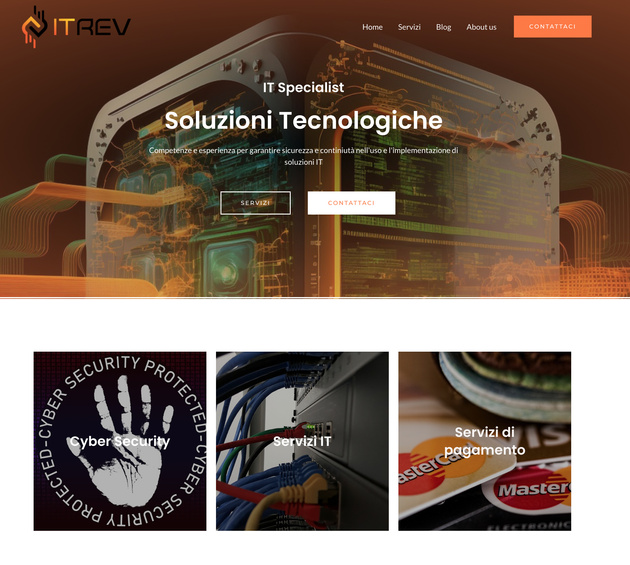 ITREV
Home Servizi Blog About us CONTATTACI
IT Specialist
Soluzioni Tecnologiche
Competenze e esperienza per garantire sicurezza e continiutà nell'uso e l'implementazione di
soluzioni IT
SERVIZI CONTATTACI
CYBER SECURITY PROTECTED-CYBER SECURITY PROTECTED-
Cyber Security
Servizi IT
Servizi di
pagamento
MasterCard
VISA
Master
ELECTRONIC